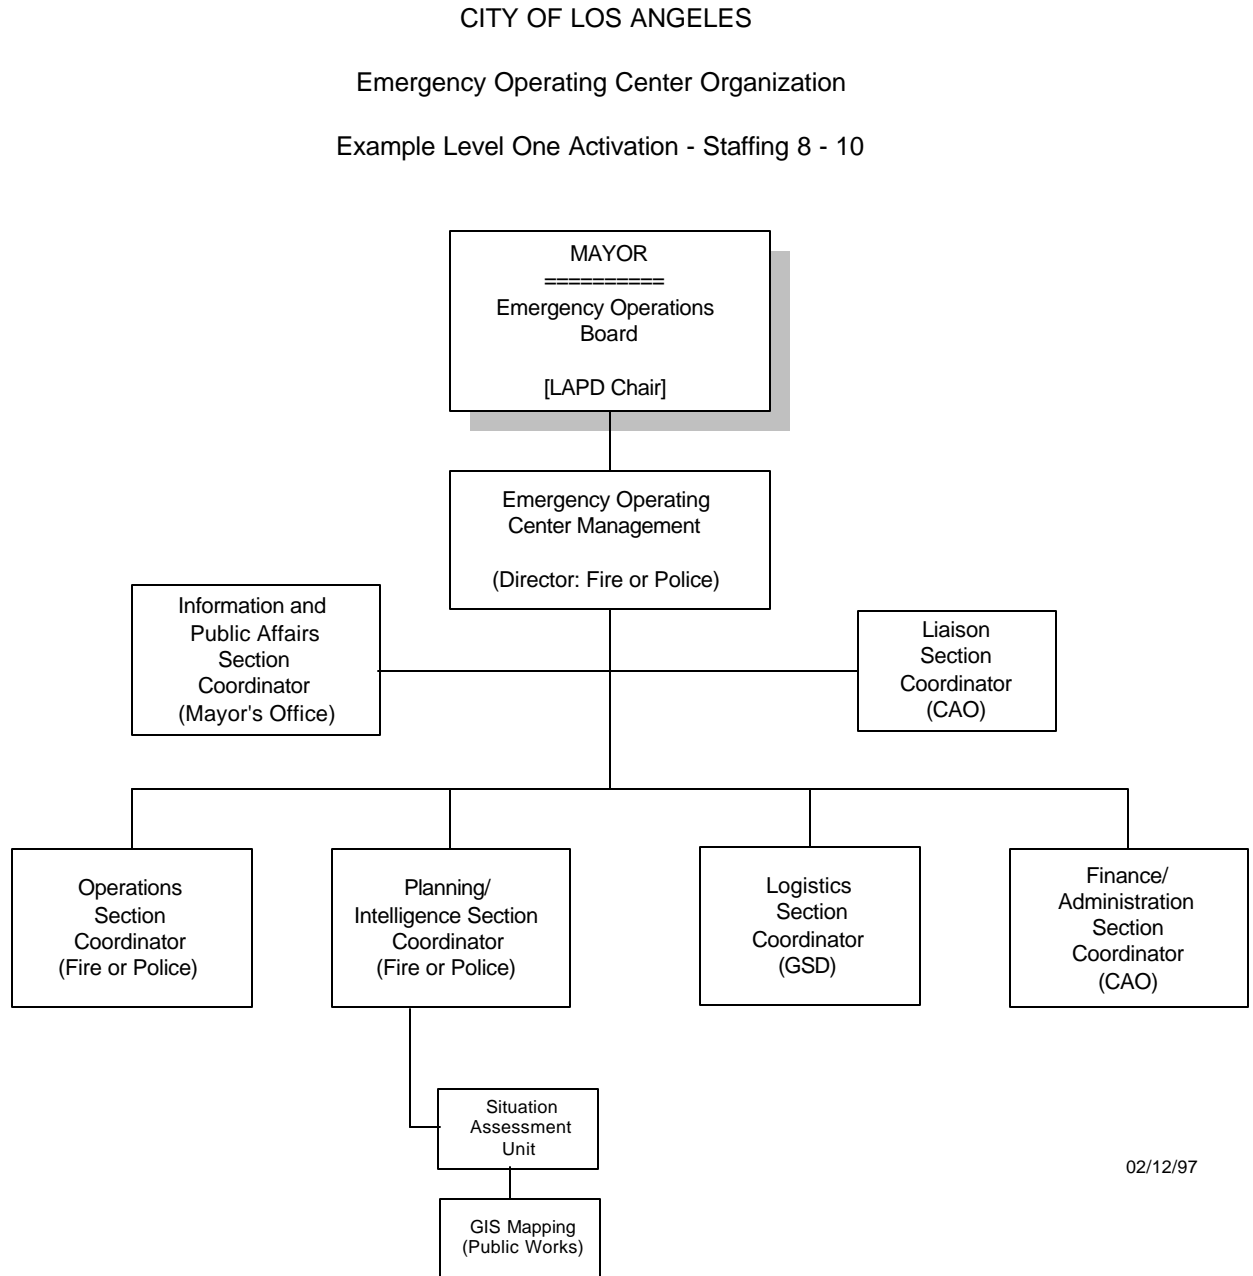 CITY OF LOS ANGELES
Emergency Operating Center Organization
Example Level One Activation - Staffing 8 - 10
MAYOR
==========
Emergency Operations
Board
[LAPD Chair]
Emergency Operating
Center Management
(Director: Fire or Police)
Information and
Public Affairs
Section
Coordinator
(Mayor's Office)
Liaison
Section
Coordinator
(CAO)
Operations
Section
Coordinator
(Fire or Police)
Planning/
Intelligence Section
Coordinator
(Fire or Police)
Logistics
Section
Coordinator
(GSD)
Finance/
Administration
Section
Coordinator
(CAO)
Situation
Assessment
Unit
02/12/97
GIS Mapping
(Public Works)